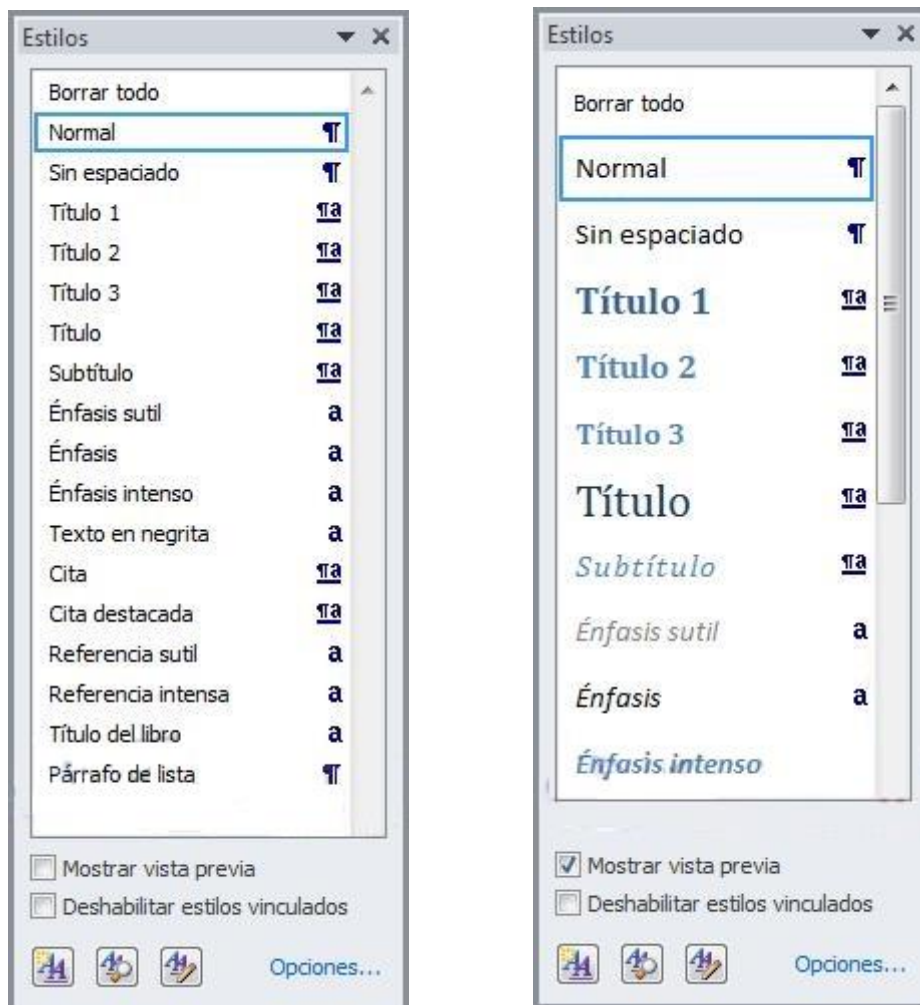 Estilos
Borrar todo
Normal ¶
Sin espaciado ¶
Título 1 ¶a
Título 2 ¶a
Título 3 ¶a
Título ¶a
Subtítulo ¶a
Énfasis sutil a
Énfasis a
Énfasis intenso a
Texto en negrita a
Cita ¶a
Cita destacada ¶a
Referencia sutil a
Referencia intensa a
Título del libro a
Párrafo de lista ¶
Mostrar vista previa
Deshabilitar estilos vinculados
Opciones...
Estilos
Borrar todo
Normal ¶
Sin espaciado ¶
Título 1 ¶a
Título 2 ¶a
Título 3 ¶a
Título ¶a
Subtítulo ¶a
Énfasis sutil a
Énfasis a
Énfasis intenso
Mostrar vista previa
Deshabilitar estilos vinculados
Opciones...